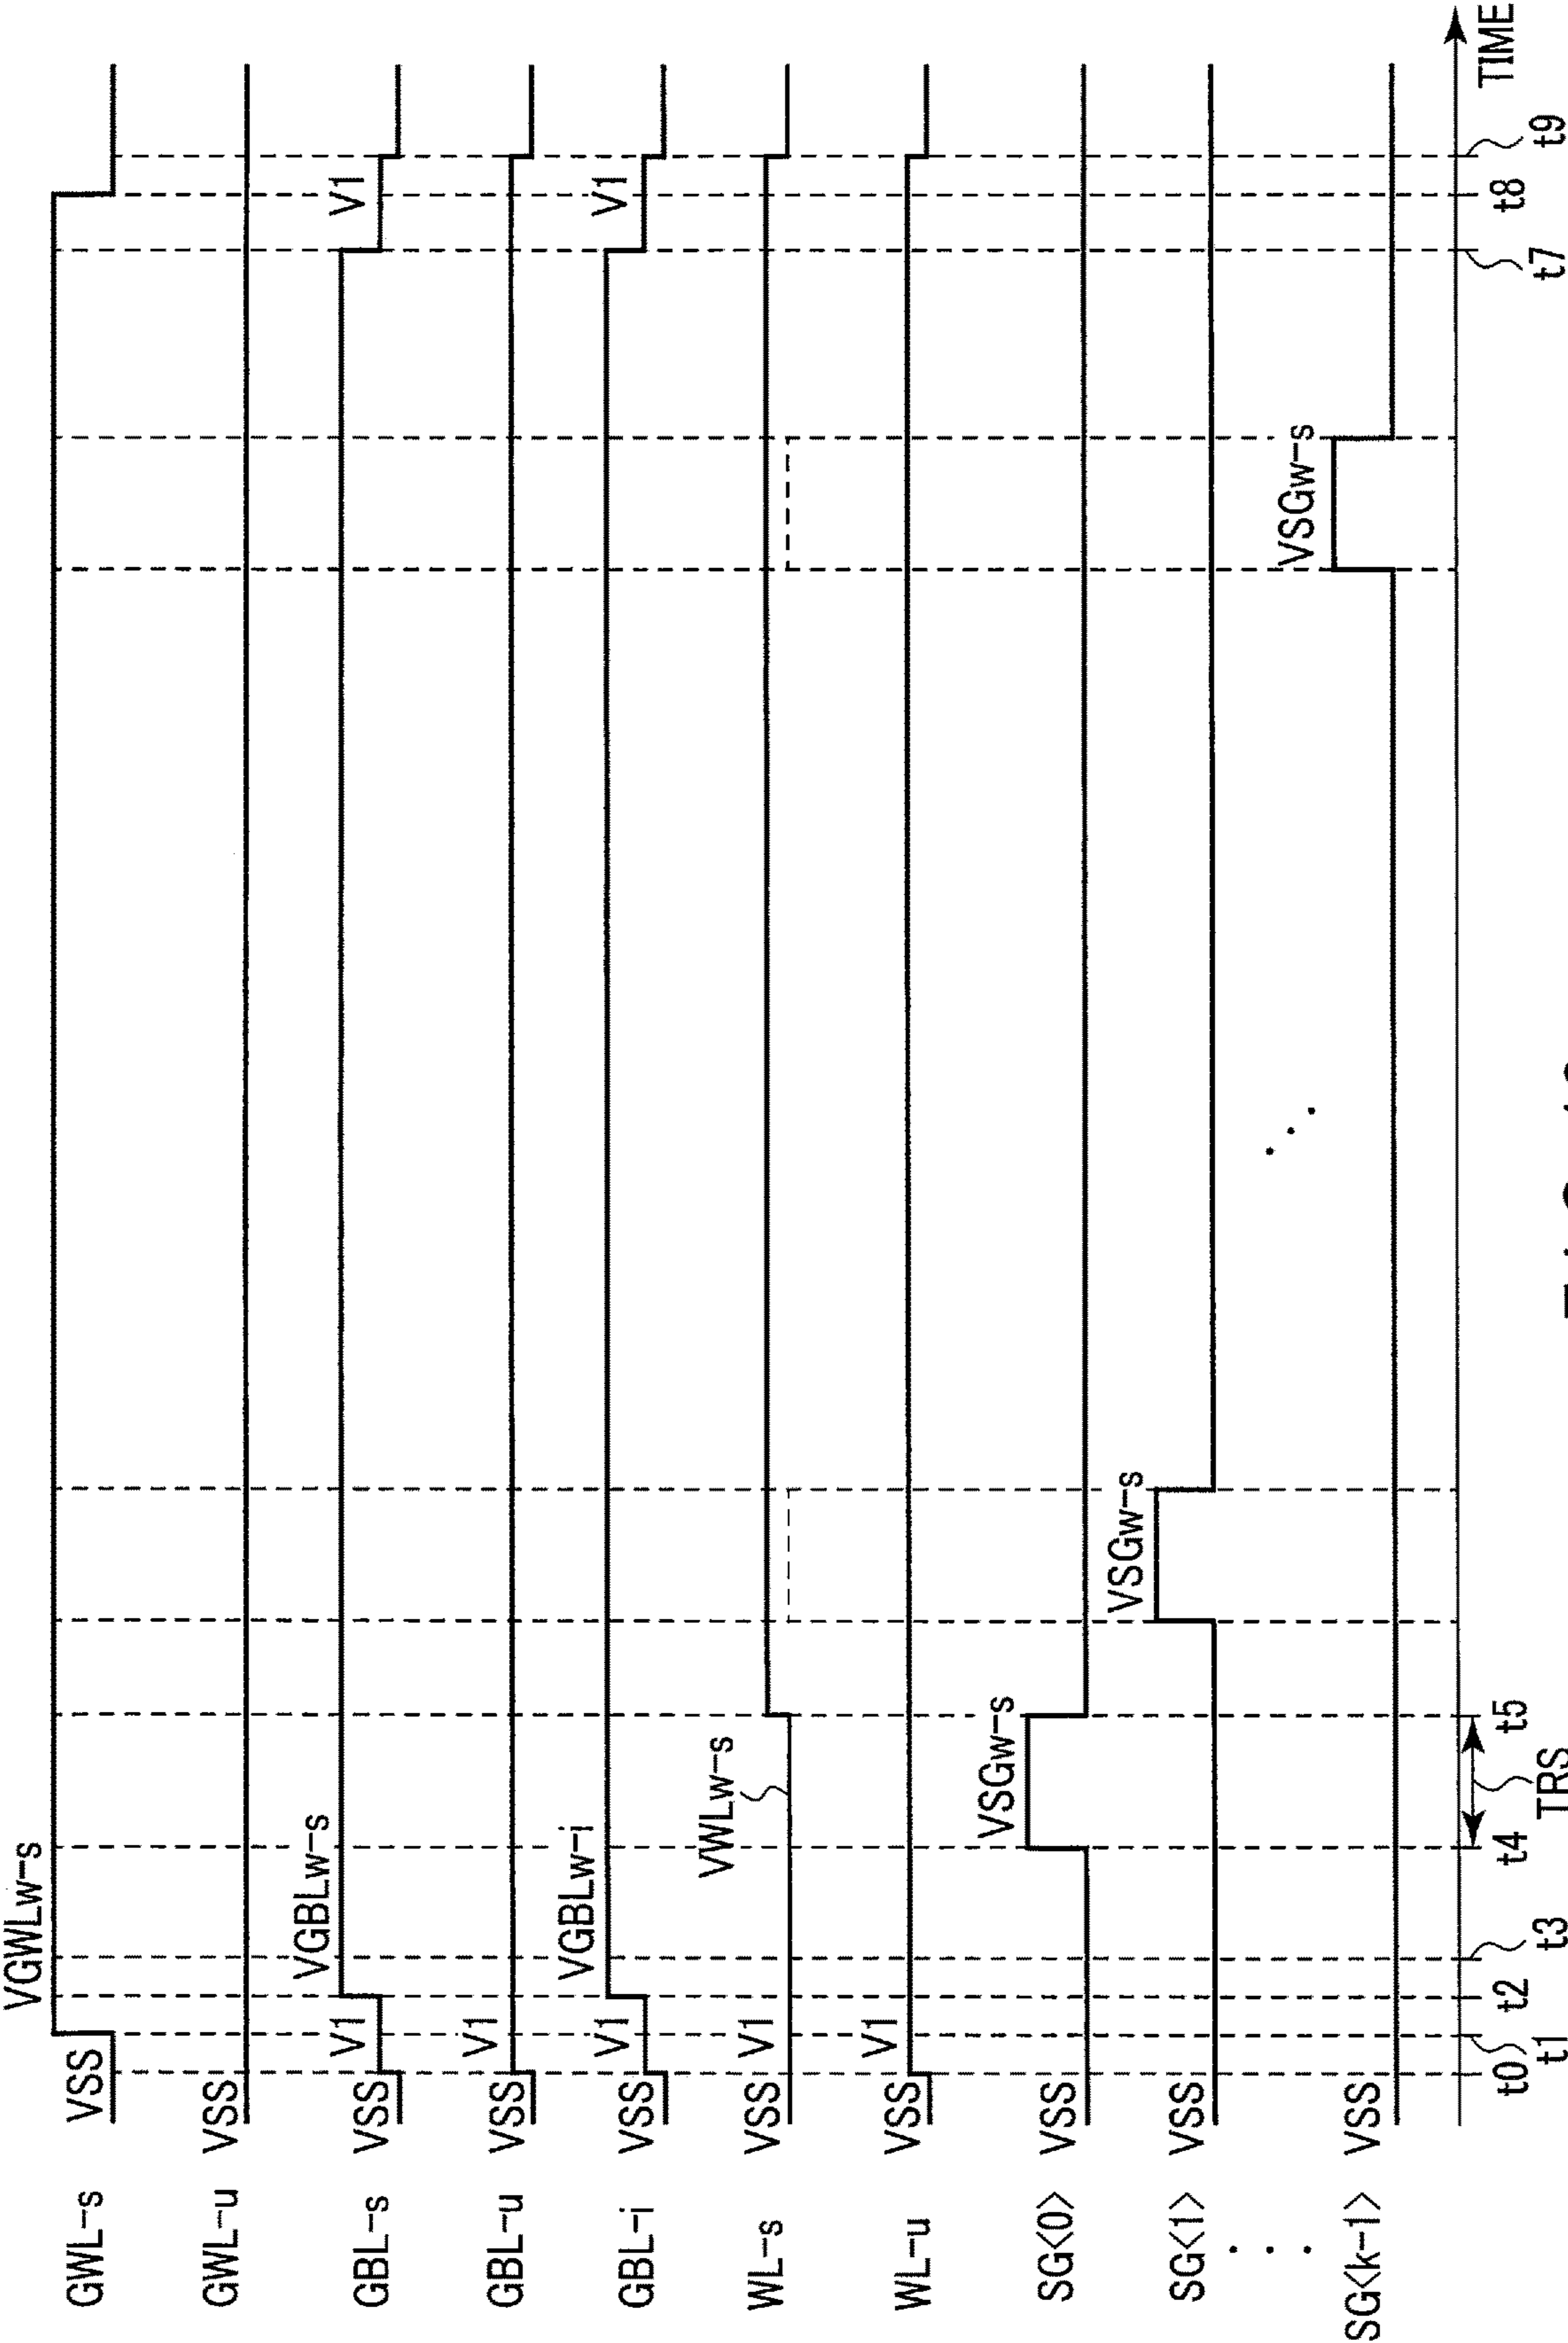 GWL-s VSS VGWLw-s
GWL-u VSS
GBL-s VSS V1 VGBLw-s V1
GBL-u VSS V1
GBL-i VSS V1 VGBLw-i V1
WL-s VSS V1 VWLw-s
WL-u VSS V1
SG<0> VSS VSGw-s
SG<1> VSS VSGw-s
SG<k-1> VSS VSGw-s
t0 t1 t2 t3 t4 t5 t7 t8 t9 TIME
TRS